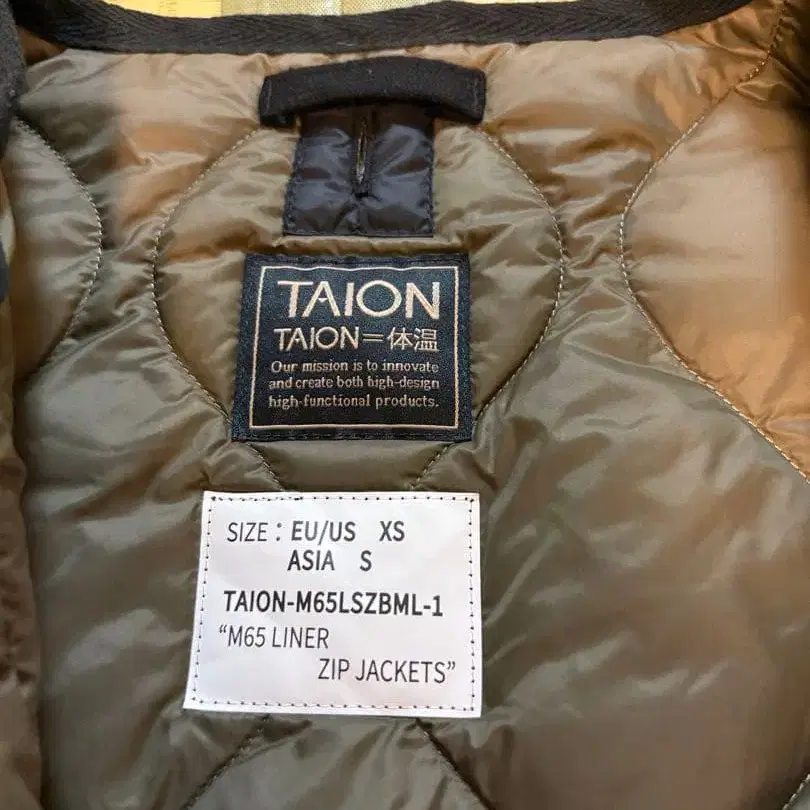 TAION
TAION=体温
Our mission is to innovate
and create both high-design
high-functional products.
SIZE : EU/US XS
ASIA S
TAION-M65LSZBML-1
“M65 LINER
ZIP JACKETS”